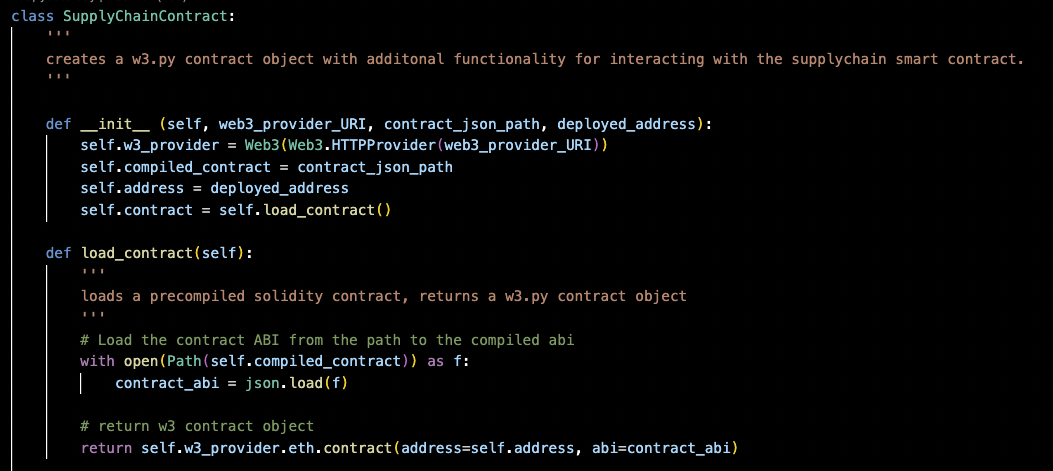 class SupplyChainContract:
    '''
    creates a w3.py contract object with additonal functionality for interacting with the supplychain smart contract.
    '''
    def __init__ (self, web3_provider_URI, contract_json_path, deployed_address):
        self.w3_provider = Web3(Web3.HTTPProvider(web3_provider_URI))
        self.compiled_contract = contract_json_path
        self.address = deployed_address
        self.contract = self.load_contract()
    def load_contract(self):
        '''
        loads a precompiled solidity contract, returns a w3.py contract object
        '''
        # Load the contract ABI from the path to the compiled abi
        with open(Path(self.compiled_contract)) as f:
            contract_abi = json.load(f)
        # return w3 contract object
        return self.w3_provider.eth.contract(address=self.address, abi=contract_abi)